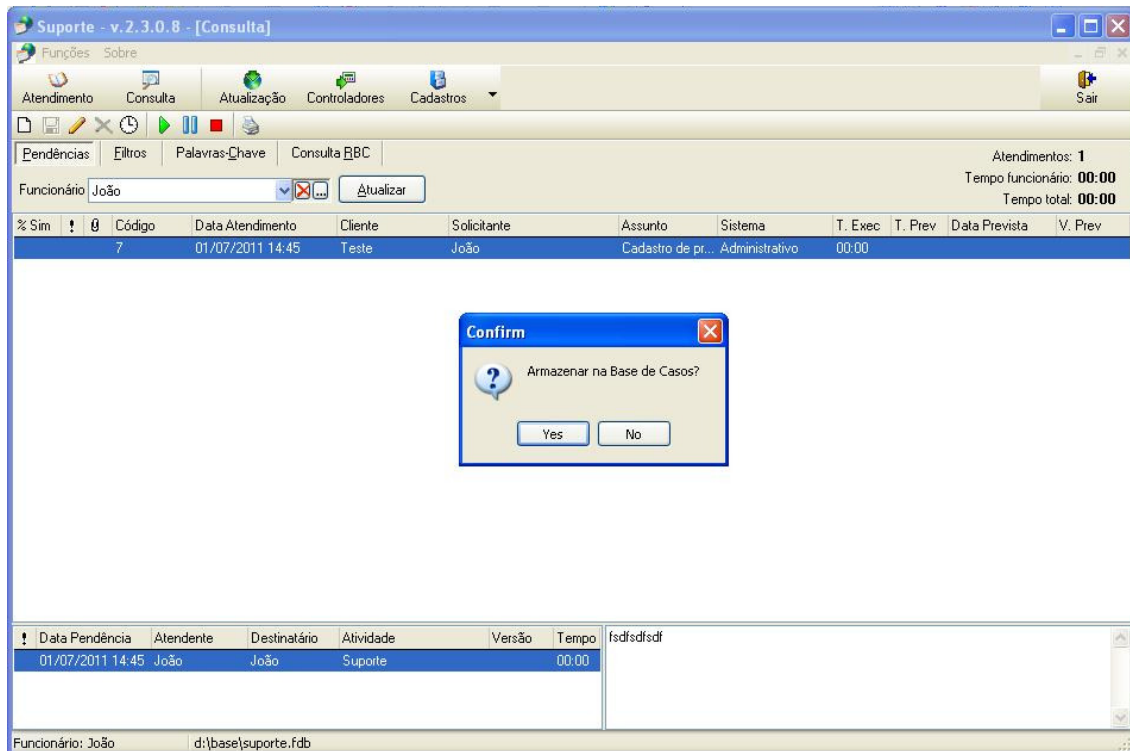 Suporte - v.2.3.0.8 - [Consulta]
Funções Sobre
Atendimento Consulta Atualização Controladores Cadastros Sair
Pendências Filtros Palavras-Chave Consulta RBC
Atendimentos: 1
Funcionário João ... Atualizar
Tempo funcionário: 00:00
Tempo total: 00:00
% Sim ! Código Data Atendimento Cliente Solicitante Assunto Sistema T. Exec T. Prev Data Prevista V. Prev
7 01/07/2011 14:45 Teste João Cadastro de pr... Administrativo 00:00
Confirm
? Armazenar na Base de Casos?
Yes No
! Data Pendência Atendente Destinatário Atividade Versão Tempo fsdfsdfsdf
01/07/2011 14:45 João João Suporte 00:00
Funcionário: João d:\base\suporte.fdb